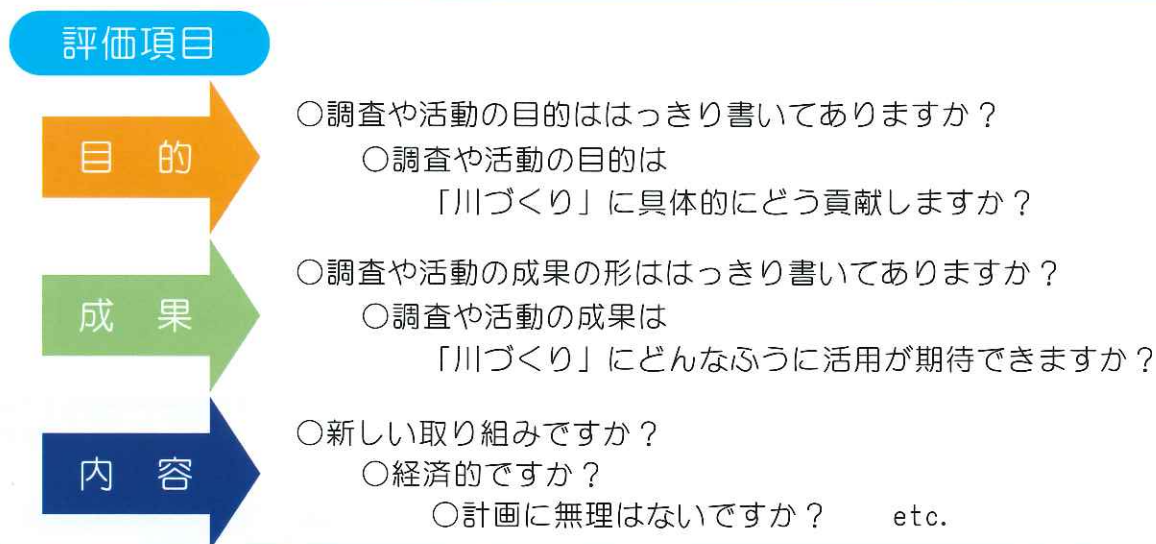 評価項目
目 的
○調査や活動の目的ははっきり書いてありますか？
○調査や活動の目的は
「川づくり」に具体的にどう貢献しますか？
成 果
○調査や活動の成果の形ははっきり書いてありますか？
○調査や活動の成果は
「川づくり」にどんなふうに活用が期待できますか？
内 容
○新しい取り組みですか？
○経済的ですか？
○計画に無理はないですか？ etc.